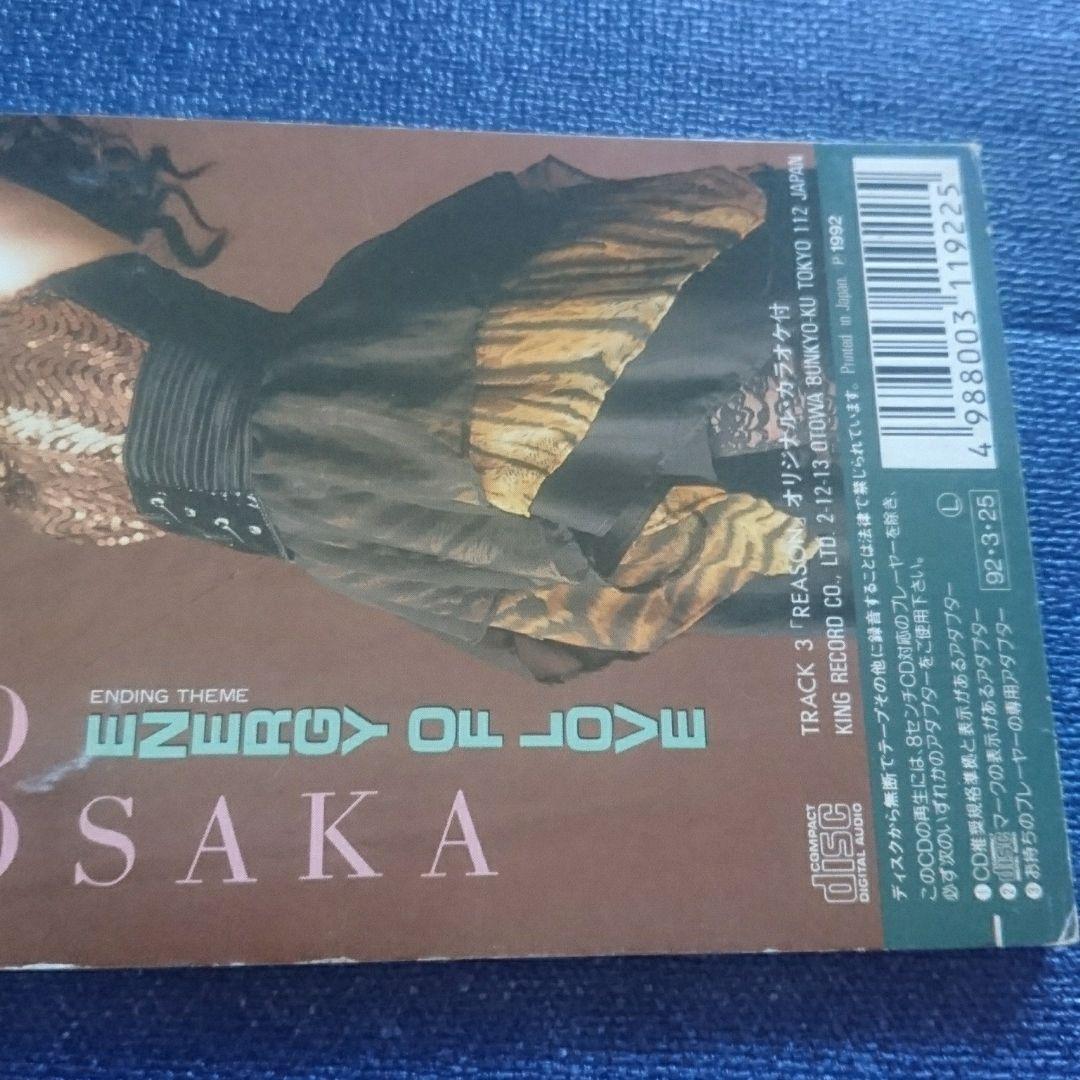 ENDING THEME
ENERGY OF LOVE
OSAKA
TRACK 3「REASON」オリジナル・カラオケ付
KING RECORD CO., LTD. 2-12-13 OTOWA BUNKYO-KU TOKYO 112 JAPAN
COMPACT
disc
DIGITAL AUDIO
ディスクから無断でテープその他に録音することは法律で禁じられています。 Printed in Japan. Ⓟ1992
このCDの再生には、8センチCD対応のプレーヤーを除き、
必ず次のいずれかのアダプターをご使用下さい。
❶CD推奨規格準拠と表示があるアダプター
❷disc マークの表示があるアダプター
❸お持ちのプレーヤーの専用アダプター
Ⓛ
92・3・25
4 988003 119225